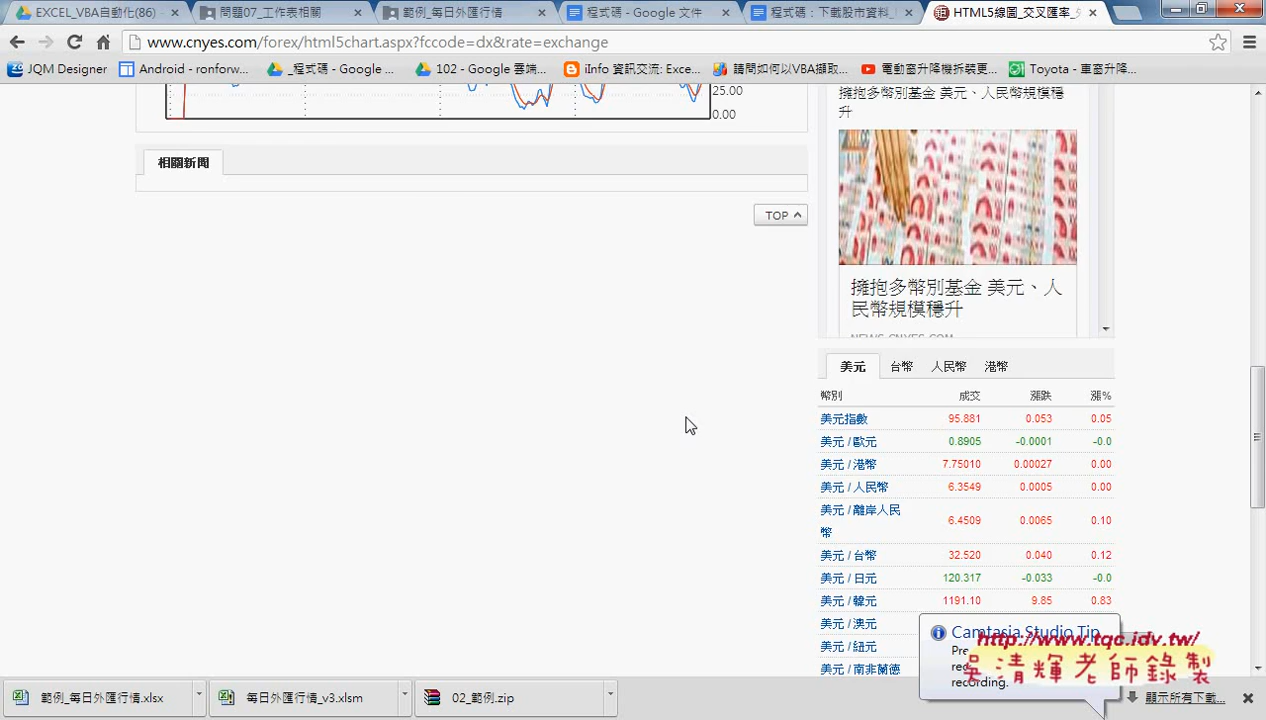 EXCEL_VBA自動化(86)
問題07_工作表相關
範例_每日外匯行情
程式碼 - Google 文件
程式碼：下載股市資料_
HTML5線圖_交叉匯率_
www.cnyes.com/forex/html5chart.aspx?fccode=dx&rate=exchange
JQM Designer
Android - ronforw...
_程式碼 - Google ...
102 - Google 雲端...
iInfo 資訊交流: Exce...
請問如何以VBA擷取...
電動窗升降機拆裝更...
Toyota - 車窗升降...
25.00
0.00
相關新聞
TOP
擁抱多幣別基金 美元、人民幣規模穩
升
擁抱多幣別基金 美元、人
民幣規模穩升
NEWS.CNYES.COM
美元 台幣 人民幣 港幣
幣別 成交 漲跌 漲%
美元指數 95.881 0.053 0.05
美元 / 歐元 0.8905 -0.0001 -0.0
美元 / 港幣 7.75010 0.00027 0.00
美元 / 人民幣 6.3549 0.0005 0.00
美元 / 離岸人民
幣 6.4509 0.0065 0.10
美元 / 台幣 32.520 0.040 0.12
美元 / 日元 120.317 -0.033 -0.0
美元 / 韓元 1191.10 9.85 0.83
美元 / 澳元
美元 / 紐元
美元 / 南非蘭德
Camtasia Studio Tip
recording.
http://www.tqc.idv.tw/
吳清輝老師錄製
範例_每日外匯行情.xlsx
每日外匯行情_v3.xlsm
02_範例.zip
顯示所有下載...